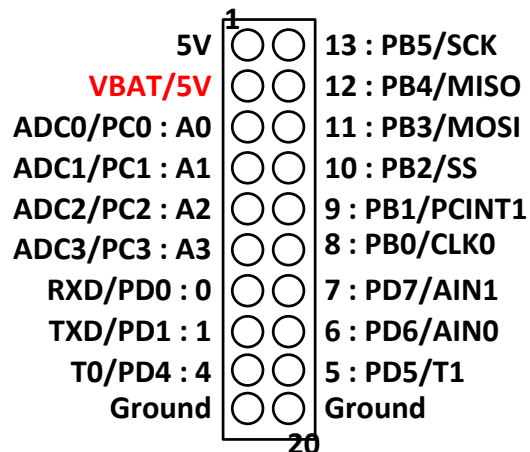 1
5V 13 : PB5/SCK
VBAT/5V 12 : PB4/MISO
ADC0/PC0 : A0 11 : PB3/MOSI
ADC1/PC1 : A1 10 : PB2/SS
ADC2/PC2 : A2 9 : PB1/PCINT1
ADC3/PC3 : A3 8 : PB0/CLK0
RXD/PD0 : 0 7 : PD7/AIN1
TXD/PD1 : 1 6 : PD6/AIN0
T0/PD4 : 4 5 : PD5/T1
Ground Ground
20